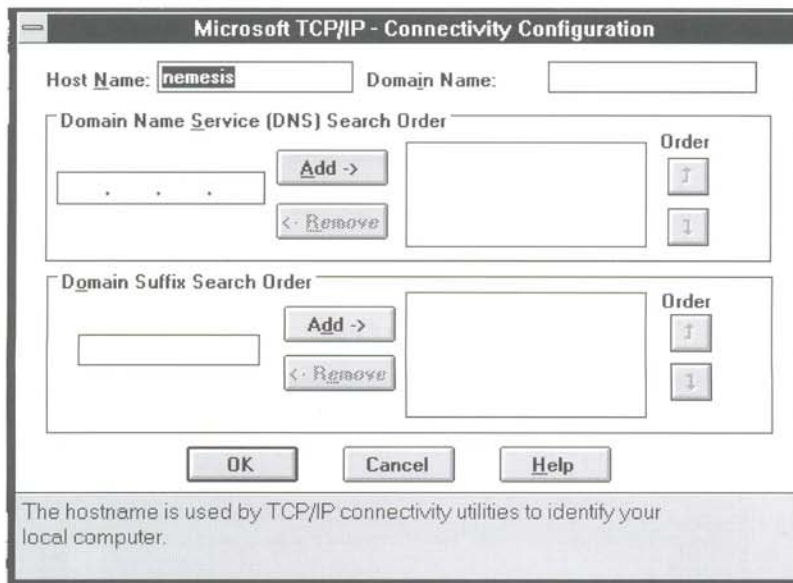 Microsoft TCP/IP - Connectivity Configuration
Host Name: nemesis Domain Name:
Domain Name Service (DNS) Search Order
Order
Add ->
. . .
<- Remove
Domain Suffix Search Order
Order
Add ->
<- Remove
OK Cancel Help
The hostname is used by TCP/IP connectivity utilities to identify your
local computer.